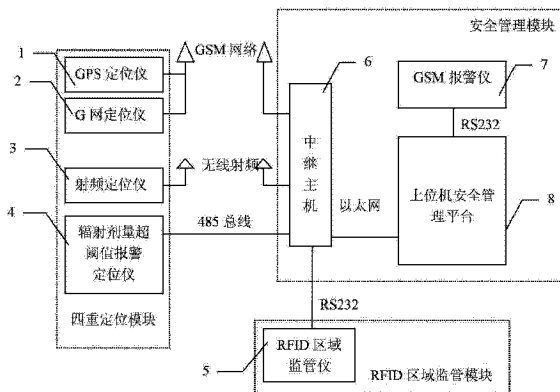 安全管理模块
1
GPS 定位仪
GSM 网络
6
GSM 报警仪
7
2
G 网定位仪
RS232
3
射频定位仪
无线射频
中继主机
以太网
上位机安全管
理平台
8
4
辐射剂量超
阈值报警
定位仪
485 总线
四重定位模块
RS232
5
RFID 区域
监管仪
RFID 区域监管模块